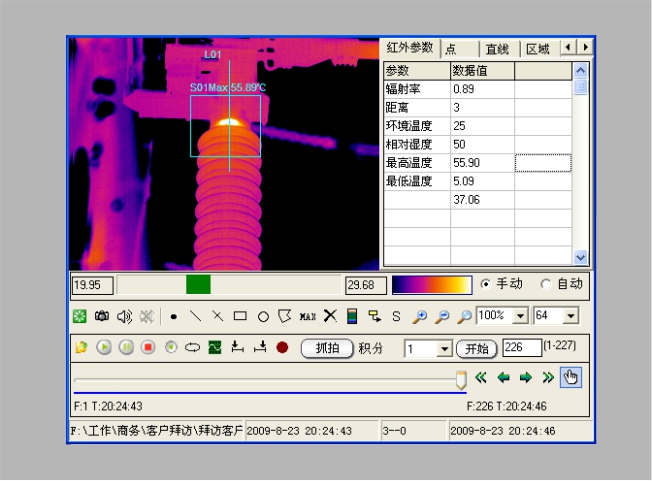 L01
S01Max:55.89℃
红外参数 点 直线 区域
参数 数据值
辐射率 0.89
距离 3
环境温度 25
相对湿度 50
最高温度 55.90
最低温度 5.09
37.06
19.95 29.68 手动 自动
MAX S 100% 64
抓拍 积分 1 开始 226 (1-227)
F:1 T:20:24:43 F:226 T:20:24:46
F:\工作\商务\客户拜访\拜访客户 2009-8-23 20:24:43 3--0 2009-8-23 20:24:46